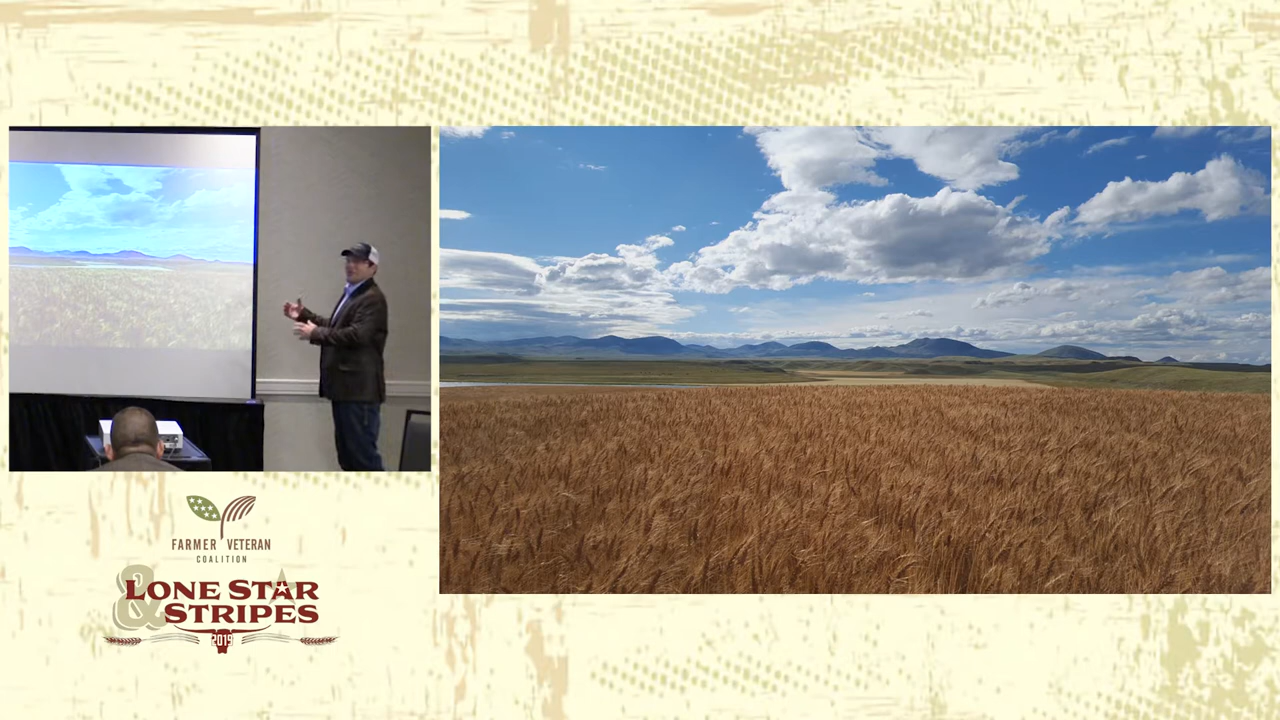 FARMER VETERAN
COALITION
& LONE STAR
STRIPES
2019